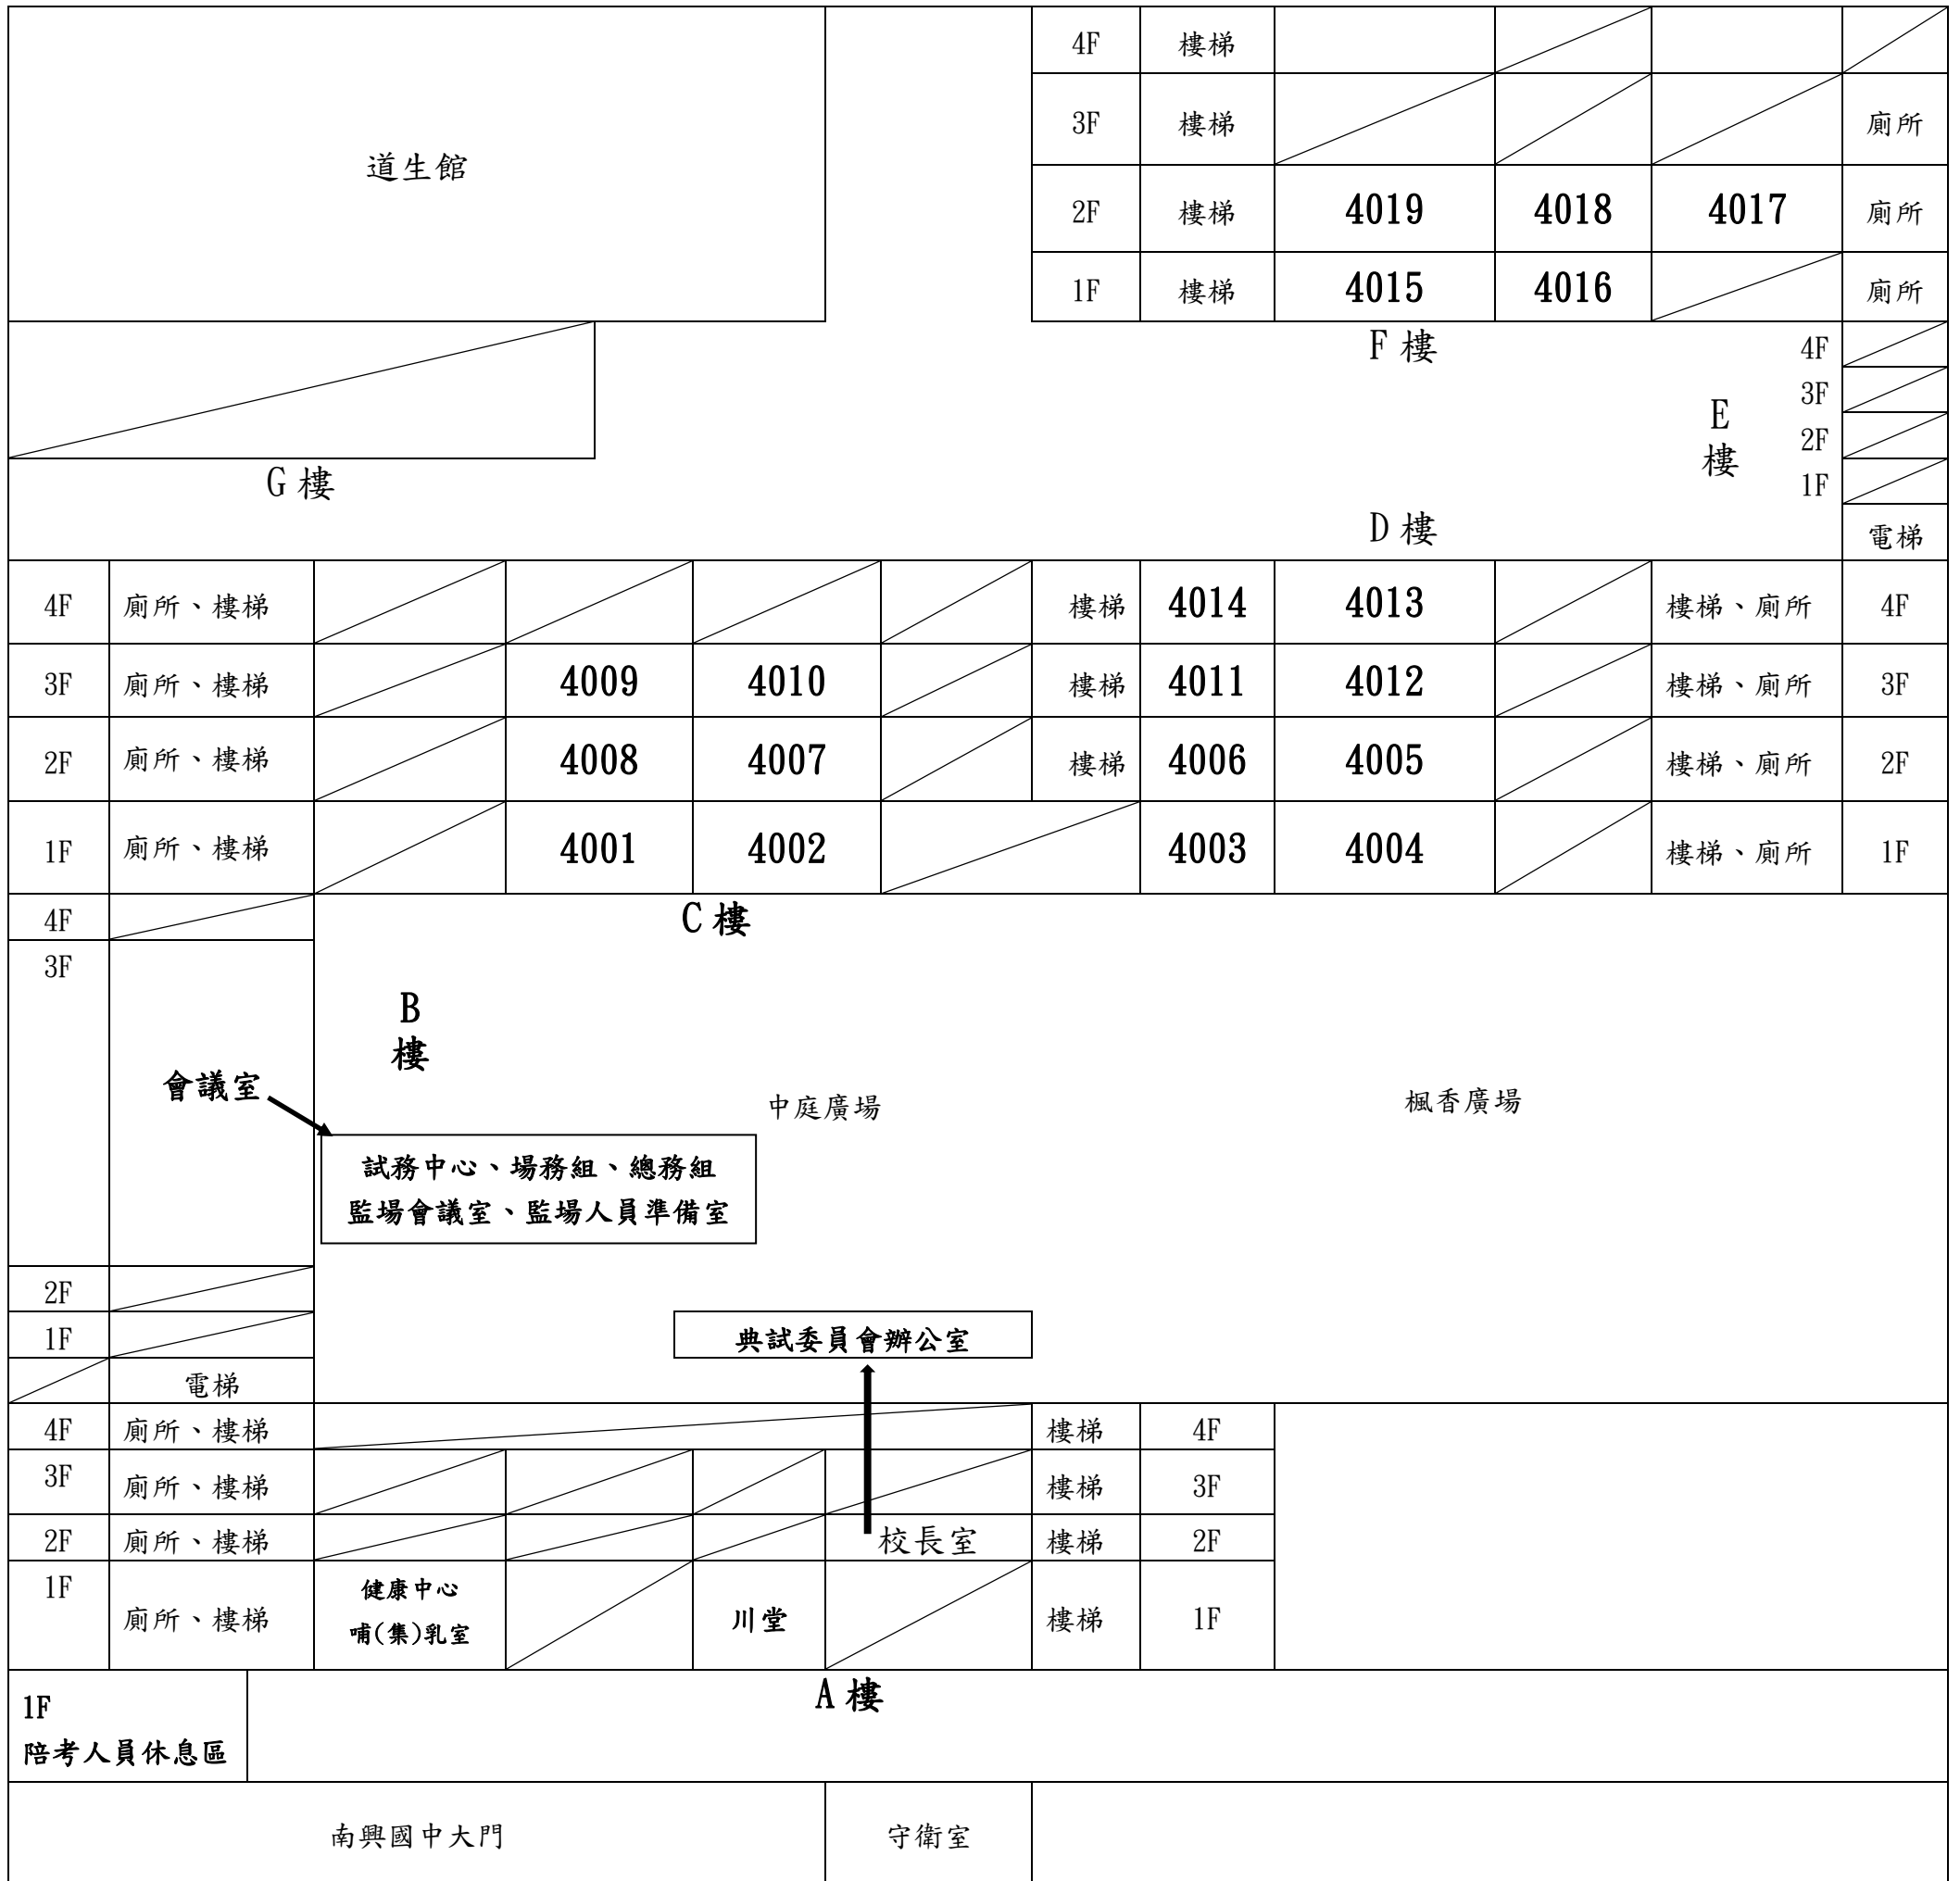 道生館
4F 樓梯
3F 樓梯 廁所
2F 樓梯 4019 4018 4017 廁所
1F 樓梯 4015 4016 廁所
F 樓
4F
3F
2F
1F
E
樓
G 樓
D 樓
電梯
4F 廁所、樓梯 樓梯 4014 4013 樓梯、廁所 4F
3F 廁所、樓梯 4009 4010 樓梯 4011 4012 樓梯、廁所 3F
2F 廁所、樓梯 4008 4007 樓梯 4006 4005 樓梯、廁所 2F
1F 廁所、樓梯 4001 4002 4003 4004 樓梯、廁所 1F
4F
C 樓
3F
B
樓
會議室
中庭廣場
楓香廣場
試務中心、場務組、總務組
監場會議室、監場人員準備室
2F
1F
典試委員會辦公室
電梯
4F 廁所、樓梯 樓梯 4F
3F 廁所、樓梯 樓梯 3F
2F 廁所、樓梯 校長室 樓梯 2F
1F 廁所、樓梯
健康中心
哺(集)乳室
川堂
樓梯 1F
A 樓
1F
陪考人員休息區
南興國中大門
守衛室